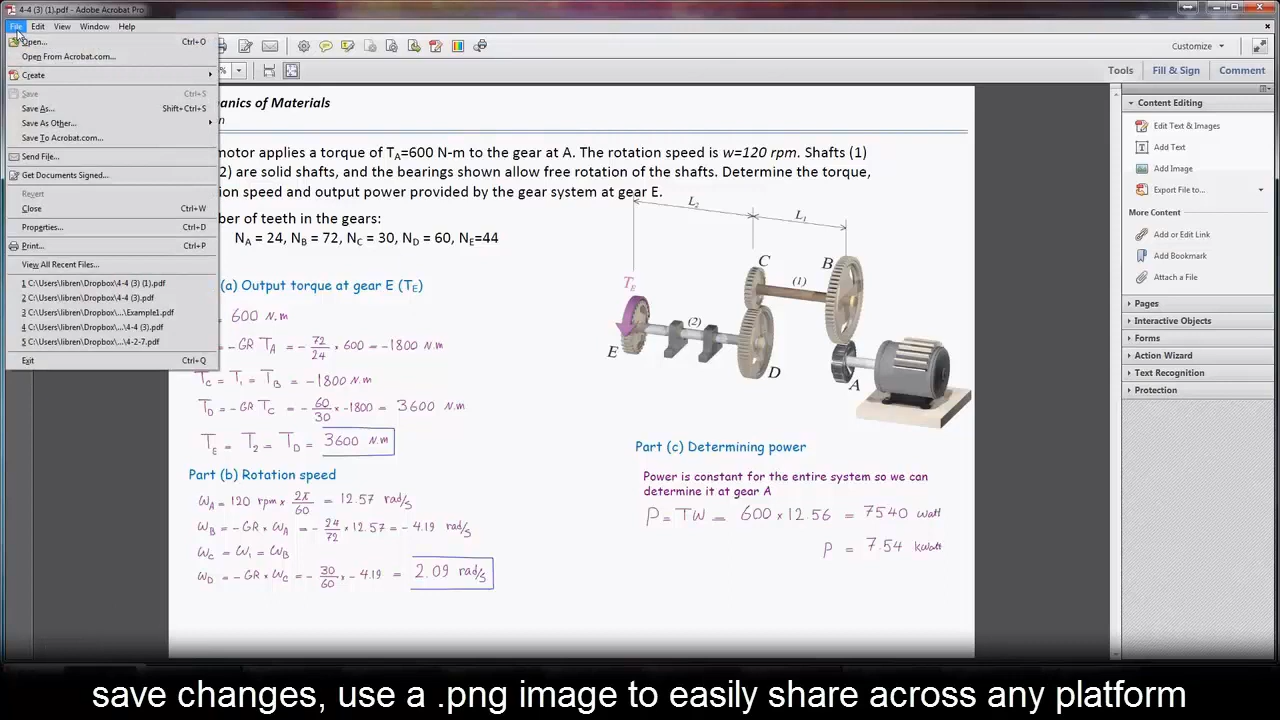 4-4 (3) (1).pdf - Adobe Acrobat Pro
File Edit View Window Help
Open... Ctrl+O
Open From Acrobat.com...
Create
Save Ctrl+S
Save As... Shift+Ctrl+S
Save As Other...
Save To Acrobat.com...
Send File...
Get Documents Signed...
Revert
Close Ctrl+W
Properties... Ctrl+D
Print... Ctrl+P
View All Recent Files...
1 C:\Users\libren\Dropbox\4-4 (3) (1).pdf
2 C:\Users\libren\Dropbox\4-4 (3).pdf
3 C:\Users\libren\Dropbox\...\Example1.pdf
4 C:\Users\libren\Dropbox\...\4-4 (3).pdf
5 C:\Users\libren\Dropbox\...\4-2-7.pdf
Exit Ctrl+Q
Customize
%
Tools Fill & Sign Comment
Content Editing
Edit Text & Images
Add Text
Add Image
Export File to...
More Content
Add or Edit Link
Add Bookmark
Attach a File
Pages
Interactive Objects
Forms
Action Wizard
Text Recognition
Protection
anics of Materials
n
motor applies a torque of TA=600 N-m to the gear at A. The rotation speed is w=120 rpm. Shafts (1)
2) are solid shafts, and the bearings shown allow free rotation of the shafts. Determine the torque,
ion speed and output power provided by the gear system at gear E.
ber of teeth in the gears:
NA = 24, NB = 72, NC = 30, ND = 60, NE=44
L2 L1
C B
(1)
TE
(2)
E D A
(a) Output torque at gear E (TE)
600 N.m
= -GR TA = - 72/24 × 600 = -1800 N.m
TC = T1 = TB = -1800 N.m
TD = -GR TC = - 60/30 × -1800 = 3600 N.m
TE = T2 = TD = 3600 N.m
Part (b) Rotation speed
ωA = 120 rpm × 2π/60 = 12.57 rad/s
ωB = -GR × ωA = - 24/72 × 12.57 = -4.19 rad/s
ωC = ω1 = ωB
ωD = -GR × ωC = - 30/60 × -4.19 = 2.09 rad/s
Part (c) Determining power
Power is constant for the entire system so we can
determine it at gear A
P = TW = 600 × 12.56 = 7540 watt
P = 7.54 kwatt
save changes, use a .png image to easily share across any platform